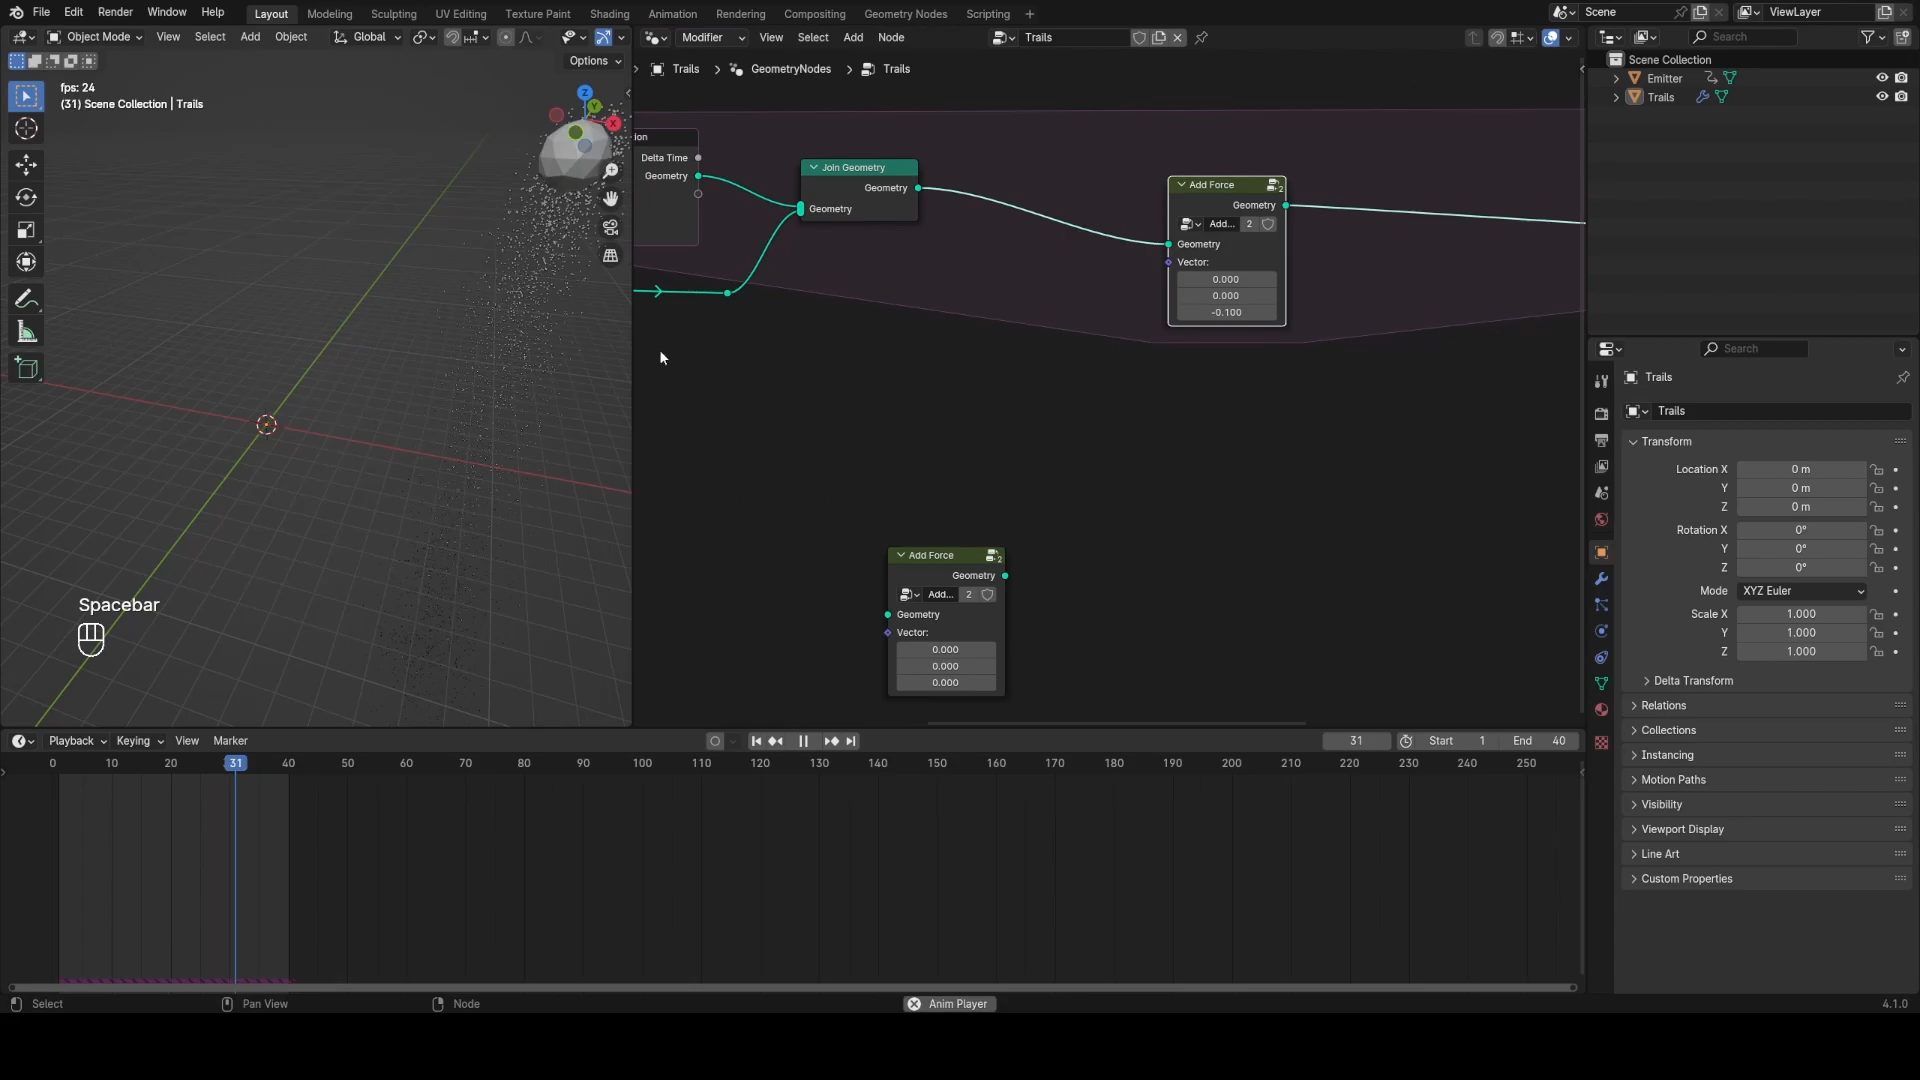 File Edit Render Window Help Layout Modeling Sculpting UV Editing Texture Paint Shading Animation Rendering Compositing Geometry Nodes Scripting + Scene ViewLayer
Object Mode View Select Add Object Global
Modifier View Select Add Node Trails
Search
Options
Trails > GeometryNodes > Trails
fps: 24
(31) Scene Collection | Trails
Z
Y
X
ion
Delta Time
Geometry
Join Geometry
Geometry
Geometry
Add Force
2
Geometry
Add... 2
Geometry
Vector:
0.000
0.000
-0.100
Add Force
2
Geometry
Add... 2
Geometry
Vector:
0.000
0.000
0.000
Spacebar
Scene Collection
Emitter
Trails
Search
Trails
Trails
Transform
Location X 0 m
Y 0 m
Z 0 m
Rotation X 0°
Y 0°
Z 0°
Mode XYZ Euler
Scale X 1.000
Y 1.000
Z 1.000
Delta Transform
Relations
Collections
Instancing
Motion Paths
Visibility
Viewport Display
Line Art
Custom Properties
Playback Keying View Marker 31 Start 1 End 40
0 10 20 31 40 50 60 70 80 90 100 110 120 130 140 150 160 170 180 190 200 210 220 230 240 250
Select Pan View Node Anim Player 4.1.0